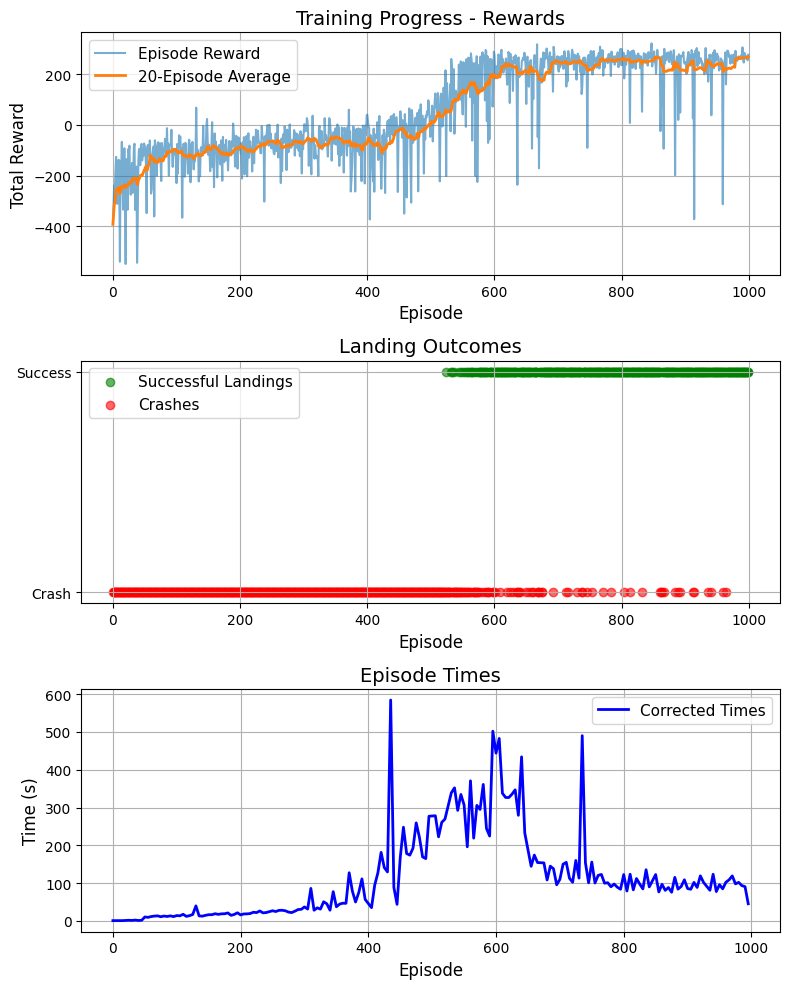 Training Progress - Rewards
Total Reward
200
0
−200
−400
Episode Reward
20-Episode Average
0
200
400
600
800
1000
Episode
Landing Outcomes
Success
Crash
Successful Landings
Crashes
0
200
400
600
800
1000
Episode
Episode Times
Time (s)
600
500
400
300
200
100
0
Corrected Times
0
200
400
600
800
1000
Episode